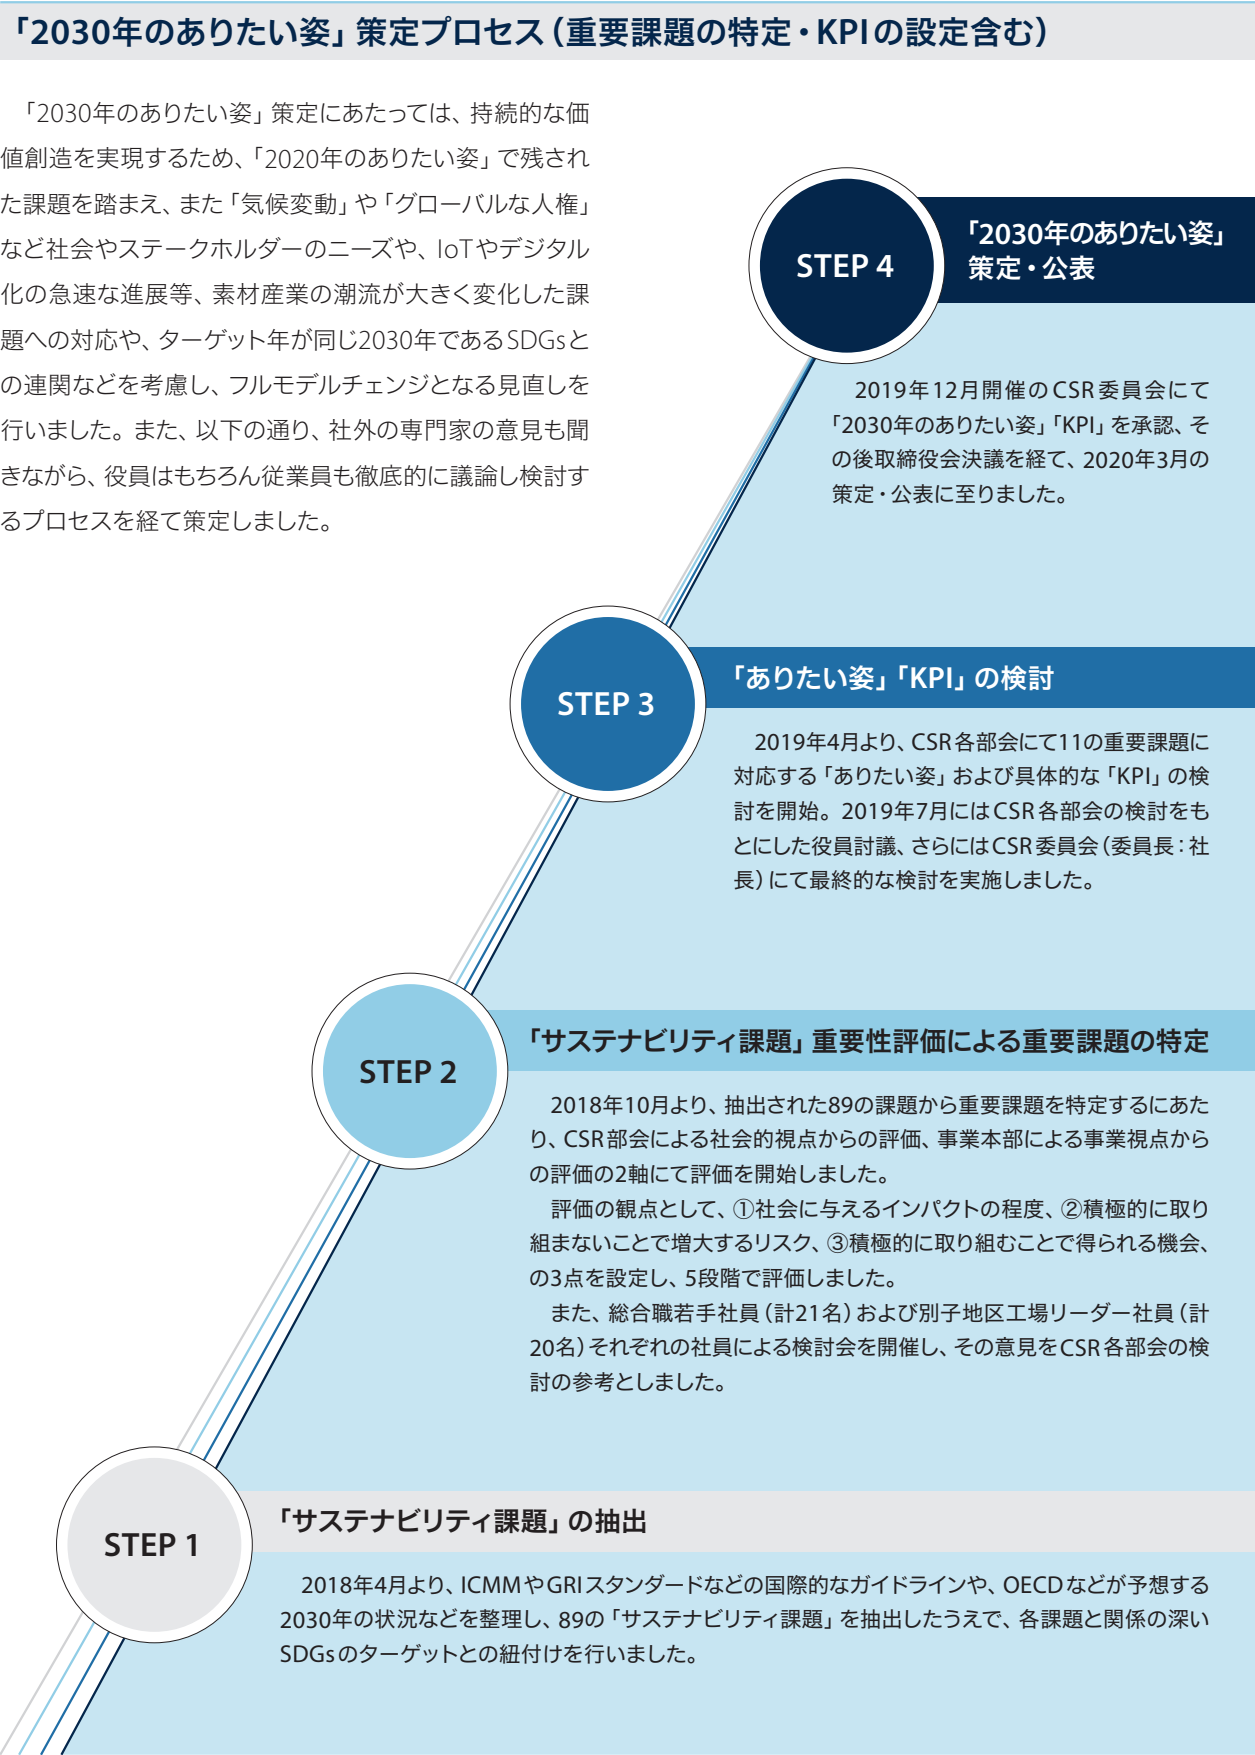 「2030年のありたい姿」策定プロセス（重要課題の特定・KPIの設定含む）
「2030年のありたい姿」策定にあたっては、持続的な価
値創造を実現するため、「2020年のありたい姿」で残され
た課題を踏まえ、また「気候変動」や「グローバルな人権」
など社会やステークホルダーのニーズや、IoTやデジタル
化の急速な進展等、素材産業の潮流が大きく変化した課
題への対応や、ターゲット年が同じ2030年であるSDGsと
の連関などを考慮し、フルモデルチェンジとなる見直しを
行いました。また、以下の通り、社外の専門家の意見も聞
きながら、役員はもちろん従業員も徹底的に議論し検討す
るプロセスを経て策定しました。
STEP 4
「2030年のありたい姿」
策定・公表
2019年12月開催のCSR委員会にて
「2030年のありたい姿」「KPI」を承認、そ
の後取締役会決議を経て、2020年3月の
策定・公表に至りました。
STEP 3
「ありたい姿」「KPI」の検討
2019年4月より、CSR各部会にて11の重要課題に
対応する「ありたい姿」および具体的な「KPI」の検
討を開始。2019年7月にはCSR各部会の検討をも
とにした役員討議、さらにはCSR委員会（委員長：社
長）にて最終的な検討を実施しました。
STEP 2
「サステナビリティ課題」重要性評価による重要課題の特定
2018年10月より、抽出された89の課題から重要課題を特定するにあた
り、CSR部会による社会的視点からの評価、事業本部による事業視点から
の評価の2軸にて評価を開始しました。
評価の観点として、①社会に与えるインパクトの程度、②積極的に取り
組まないことで増大するリスク、③積極的に取り組むことで得られる機会、
の3点を設定し、5段階で評価しました。
また、総合職若手社員（計21名）および別子地区工場リーダー社員（計
20名）それぞれの社員による検討会を開催し、その意見をCSR各部会の検
討の参考としました。
STEP 1
「サステナビリティ課題」の抽出
2018年4月より、ICMMやGRIスタンダードなどの国際的なガイドラインや、OECDなどが予想する
2030年の状況などを整理し、89の「サステナビリティ課題」を抽出したうえで、各課題と関係の深い
SDGsのターゲットとの紐付けを行いました。